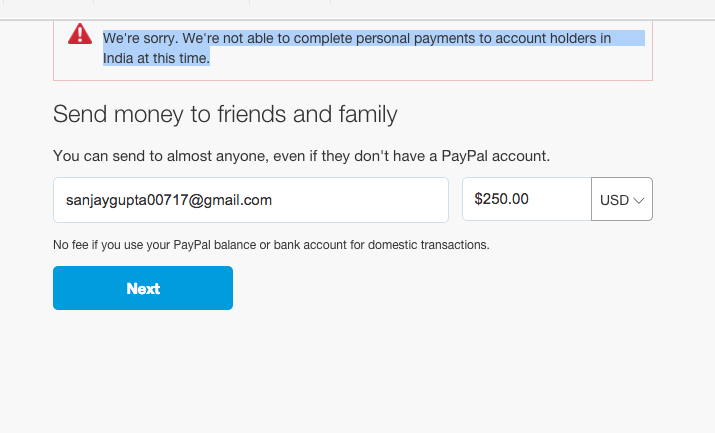 We're sorry. We're not able to complete personal payments to account holders in
India at this time.
Send money to friends and family
You can send to almost anyone, even if they don't have a PayPal account.
sanjaygupta00717@gmail.com $250.00 USD
No fee if you use your PayPal balance or bank account for domestic transactions.
Next